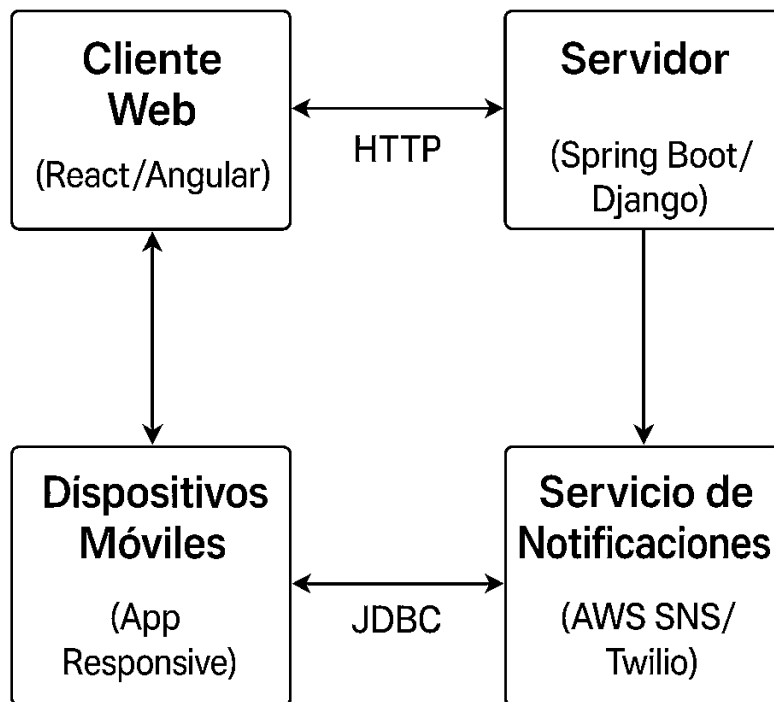 Cliente
Web
(React/Angular)
HTTP
Servidor
(Spring Boot/
Django)
Díspositivos
Móviles
(App
Responsive)
JDBC
Servicio de
Notificaciones
(AWS SNS/
Twilio)